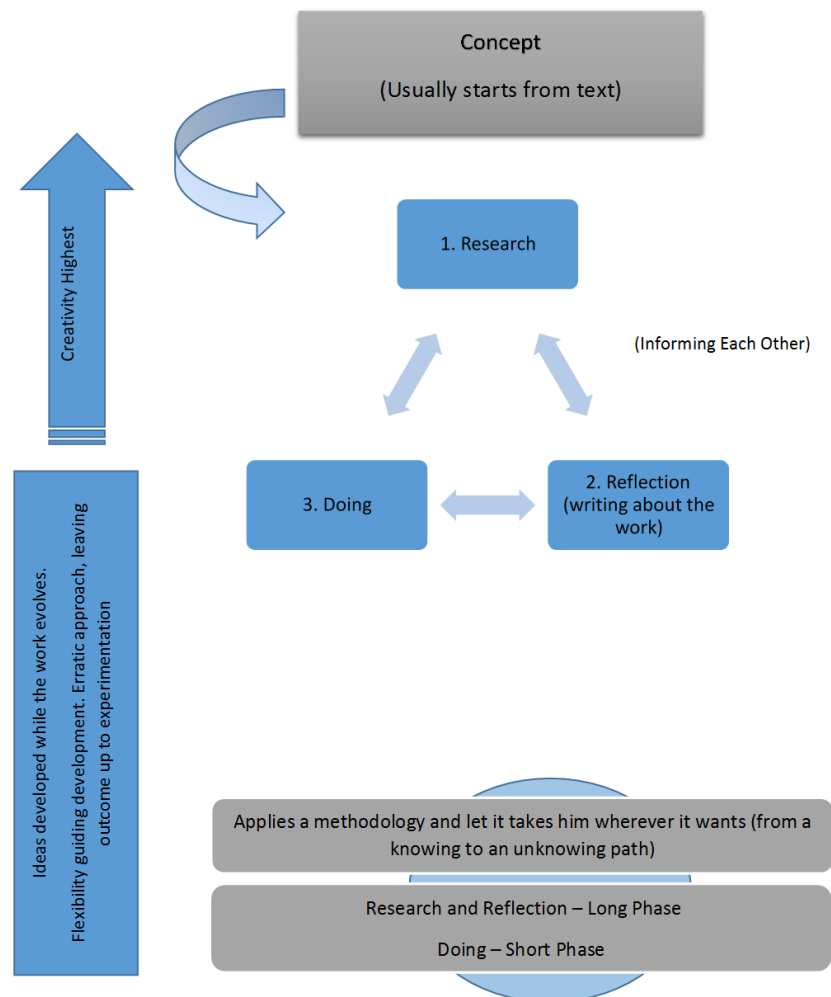 Concept
(Usually starts from text)
1. Research
Creativity Highest
(Informing Each Other)
3. Doing
2. Reflection
(writing about the
work)
Ideas developed while the work evolves.
Flexibility guiding development. Erratic approach, leaving
outcome up to experimentation
Applies a methodology and let it takes him wherever it wants (from a
knowing to an unknowing path)
Research and Reflection – Long Phase
Doing – Short Phase